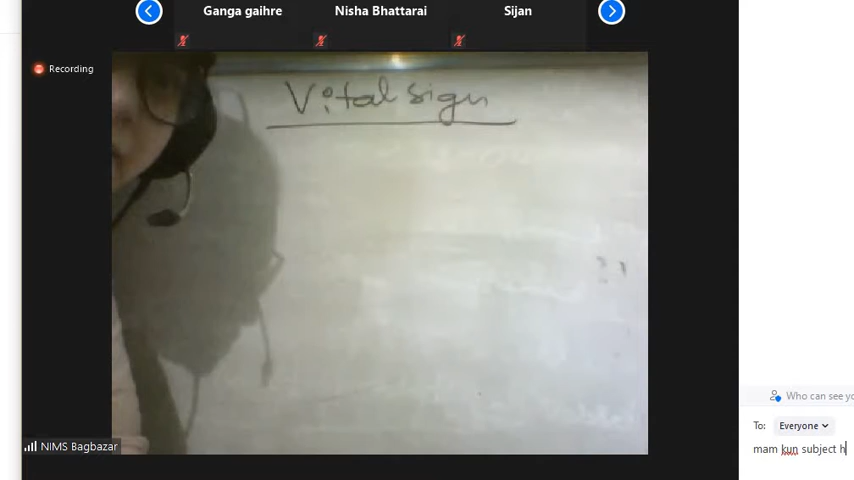 Ganga gaihre Nisha Bhattarai Sijan
Recording
Vital sign
NIMS Bagbazar
Who can see yo
To: Everyone
mam kun subject h